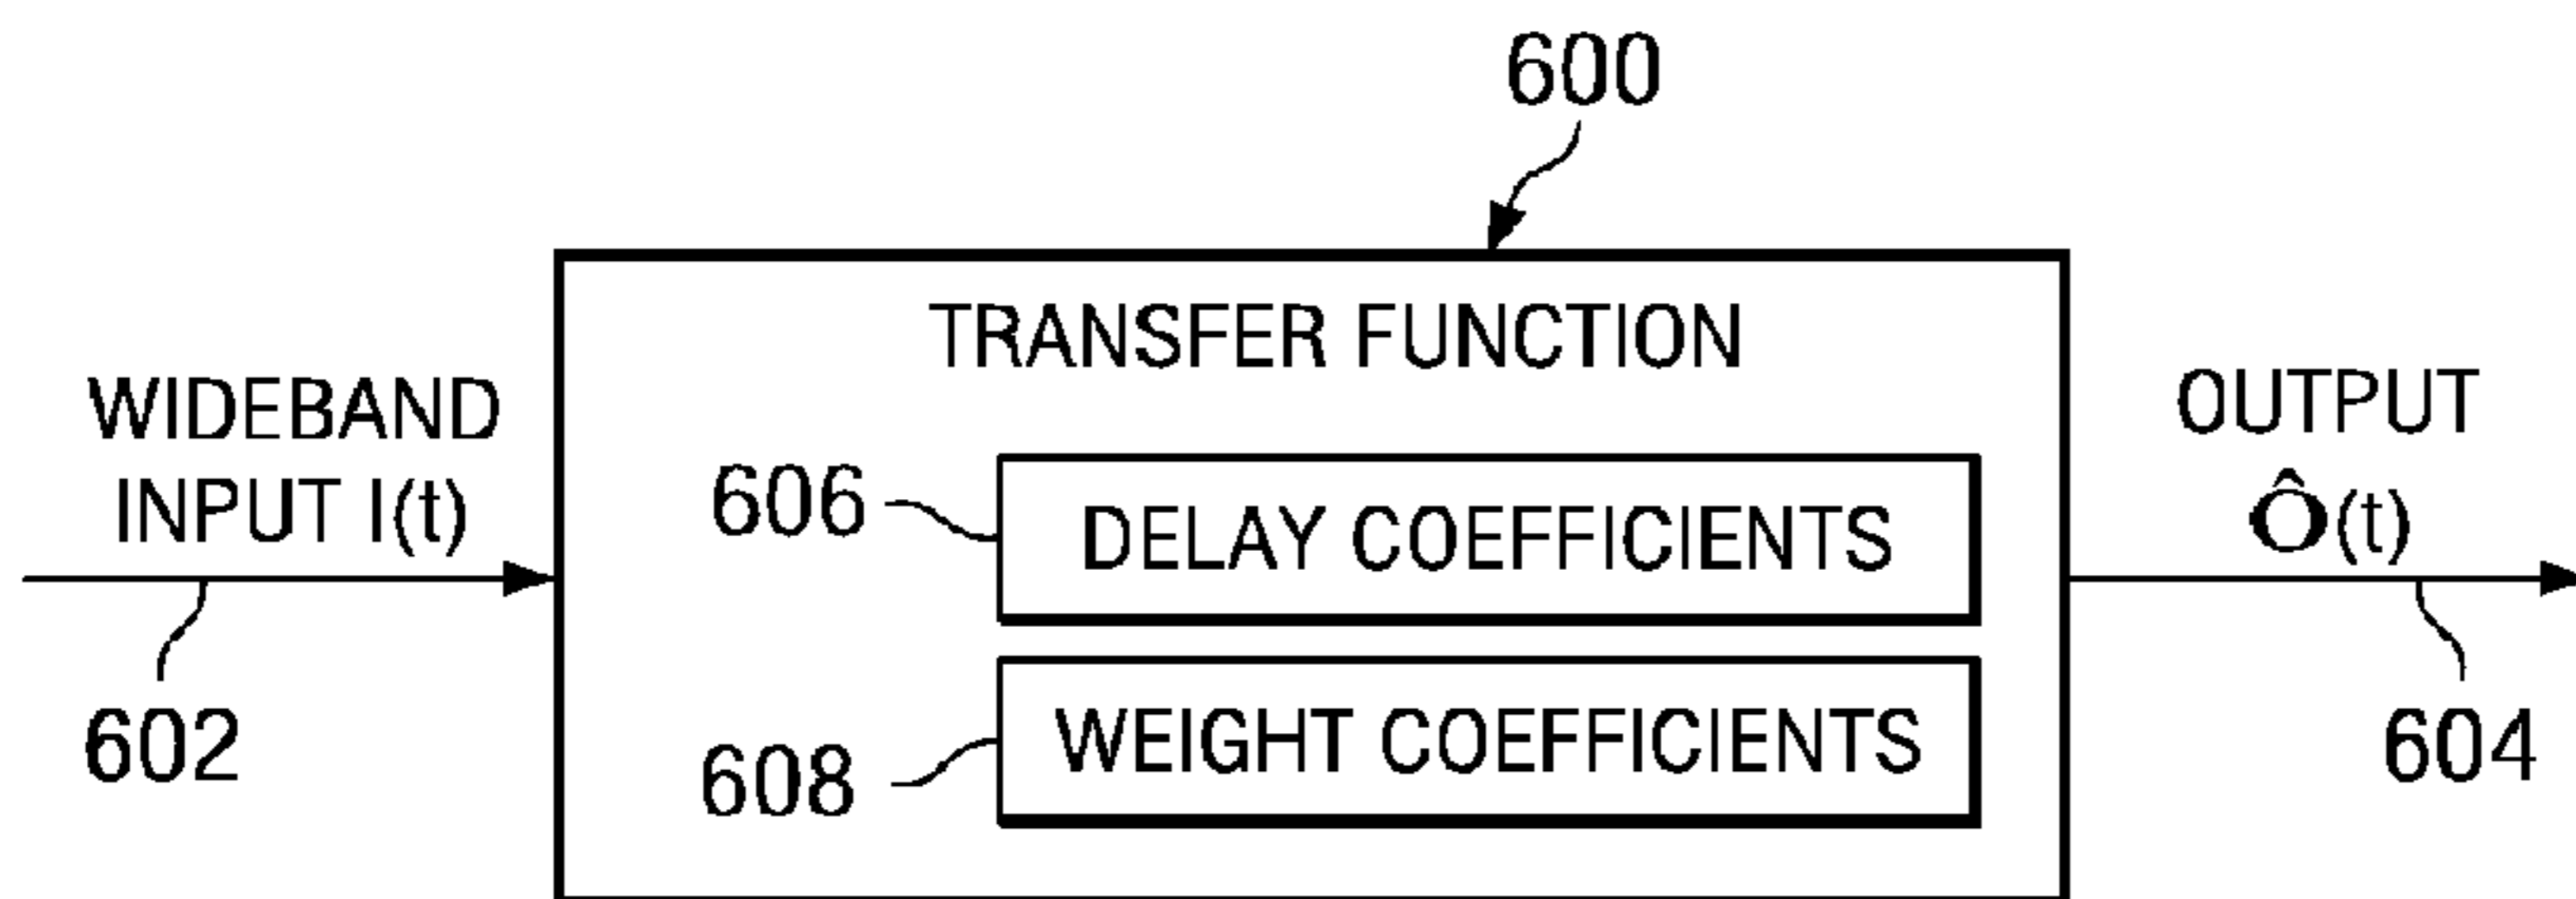 600
TRANSFER FUNCTION
WIDEBAND
INPUT I(t)
602
606
DELAY COEFFICIENTS
608
WEIGHT COEFFICIENTS
OUTPUT
Ô(t)
604